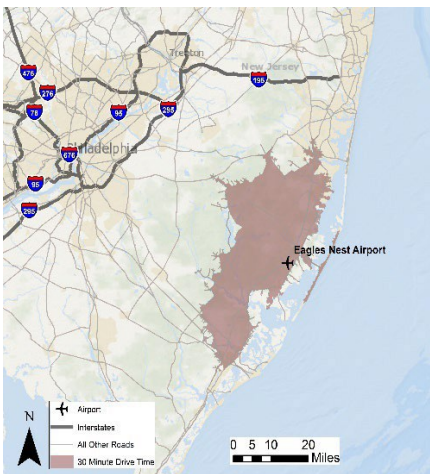 Trenton
New Jersey
476
276
195
76
95
295
676
Philadelphia
95
295
Eagles Nest Airport
N
Airport
Interstates
All Other Roads
30 Minute Drive Time
0 5 10 20
Miles